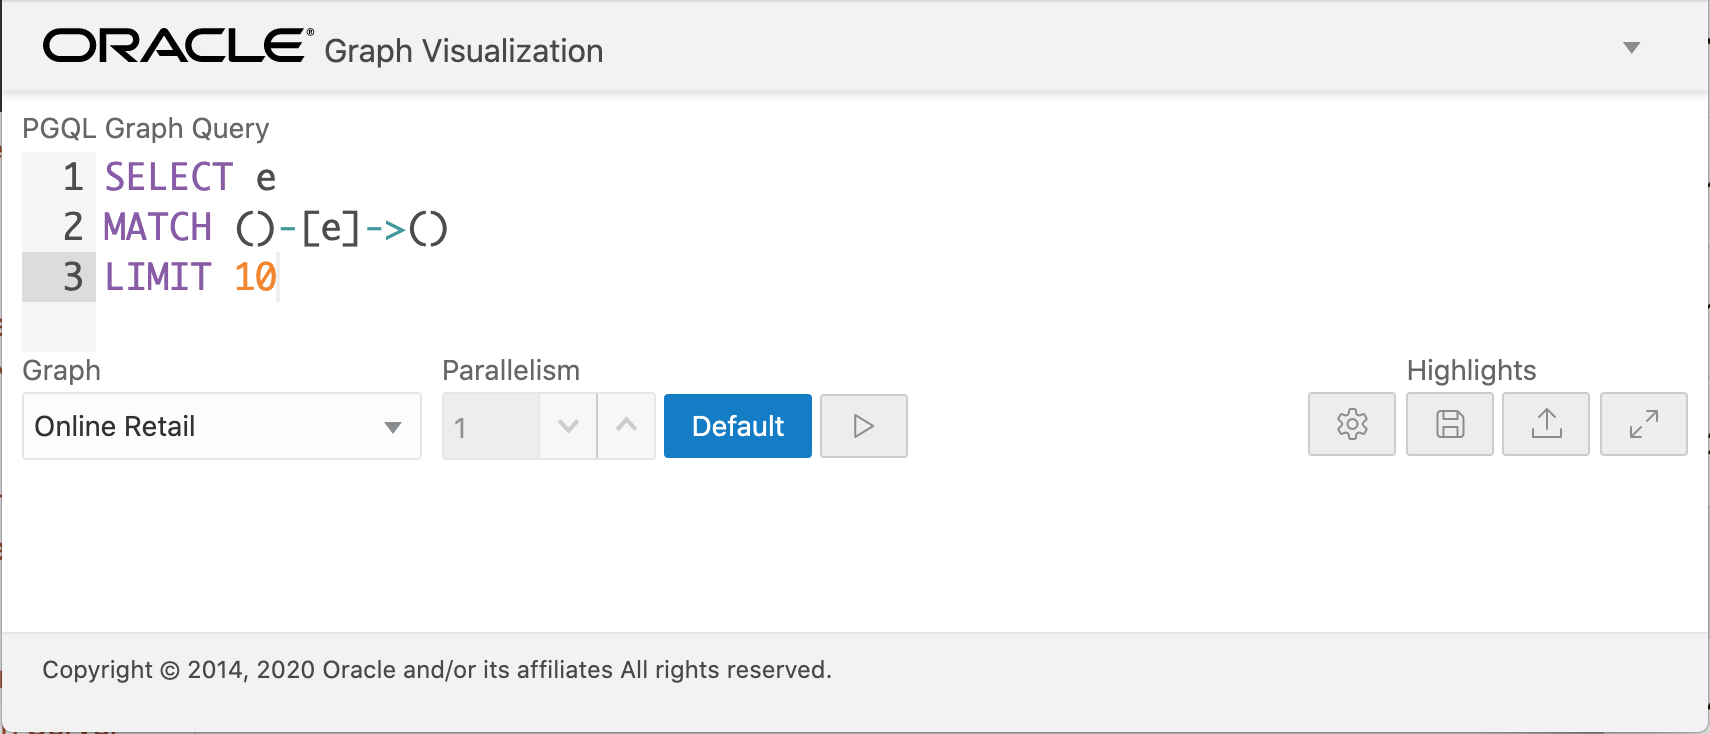 ORACLE® Graph Visualization
PGQL Graph Query
1 SELECT e
2 MATCH ()-[e]->()
3 LIMIT 10
Graph
Parallelism
Highlights
Online Retail
1
Default
Copyright © 2014, 2020 Oracle and/or its affiliates All rights reserved.